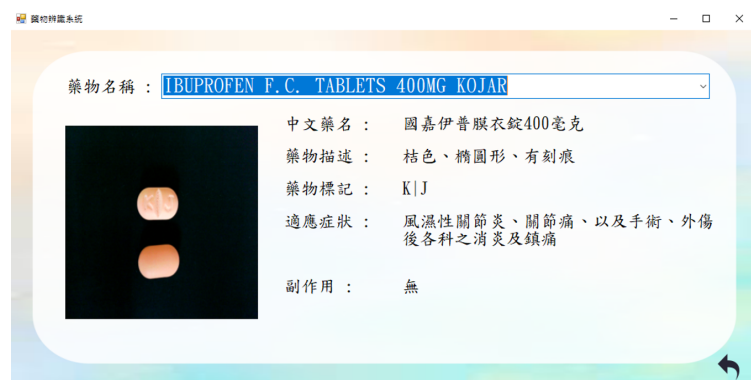 藥物辨識系統
藥物名稱 : IBUPROFEN F.C. TABLETS 400MG KOJAR
中文藥名 : 國嘉伊普膜衣錠400毫克
藥物描述 : 桔色、橢圓形、有刻痕
藥物標記 : K|J
適應症狀 : 風濕性關節炎、關節痛、以及手術、外傷
後各科之消炎及鎮痛
副作用 : 無